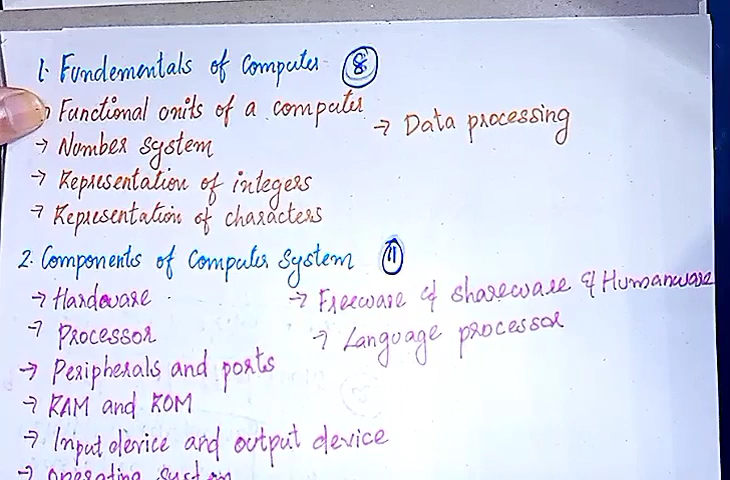 1. Fundementals of computer 8
→ Functional units of a computer
→ Data processing
→ Number system
→ Representation of integers
→ Representation of characters
2. Components of computer system 11
→ Hardware
→ Freeware & shareware & Humanware
→ Processor
→ Language processor
→ Peripherals and ports
→ RAM and ROM
→ Input device and output device
→ operating system